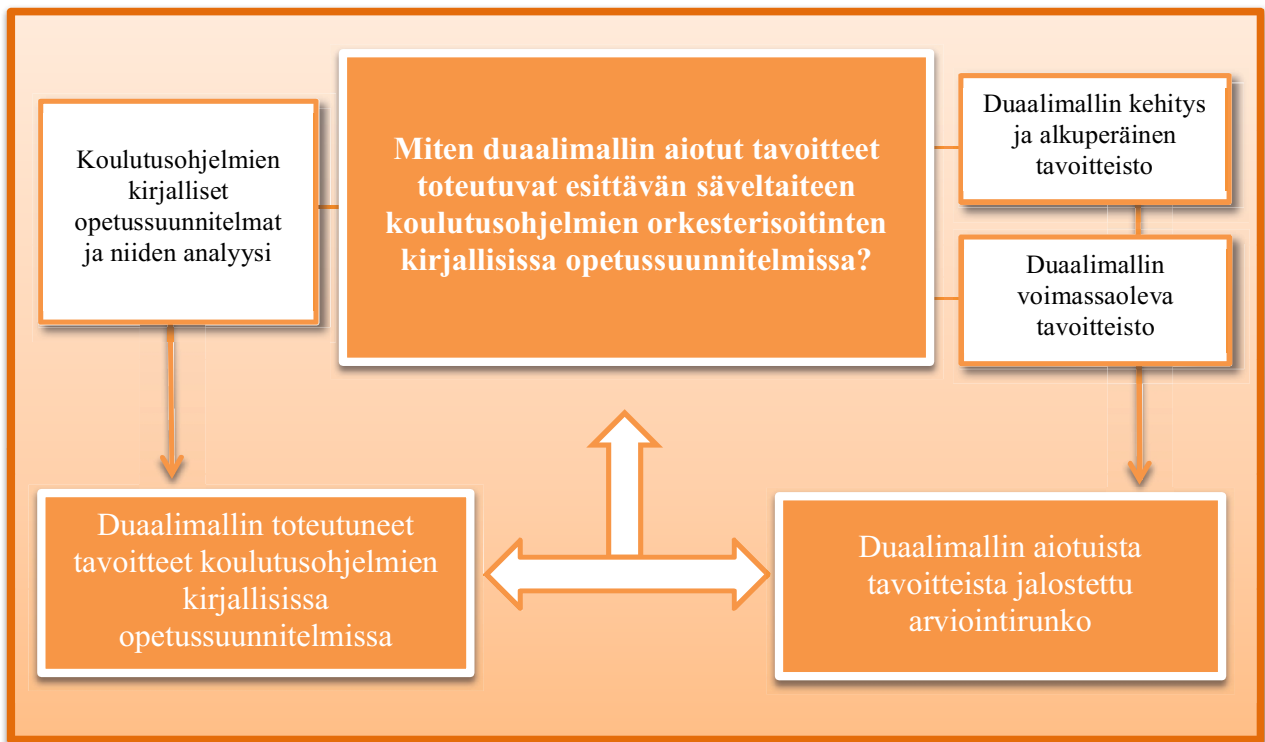 Koulutusohjelmien
kirjalliset
opetussuunnitelmat
ja niiden analyysi
Miten duaalimallin aiotut tavoitteet
toteutuvat esittävän säveltaiteen
koulutusohjelmien orkesterisoitinten
kirjallisissa opetussuunnitelmissa?
Duaalimallin kehitys
ja alkuperäinen
tavoitteisto
Duaalimallin
voimassaoleva
tavoitteisto
Duaalimallin toteutuneet
tavoitteet koulutusohjelmien
kirjallisissa
opetussuunnitelmissa
Duaalimallin aiotuista
tavoitteista jalostettu
arviointirunko